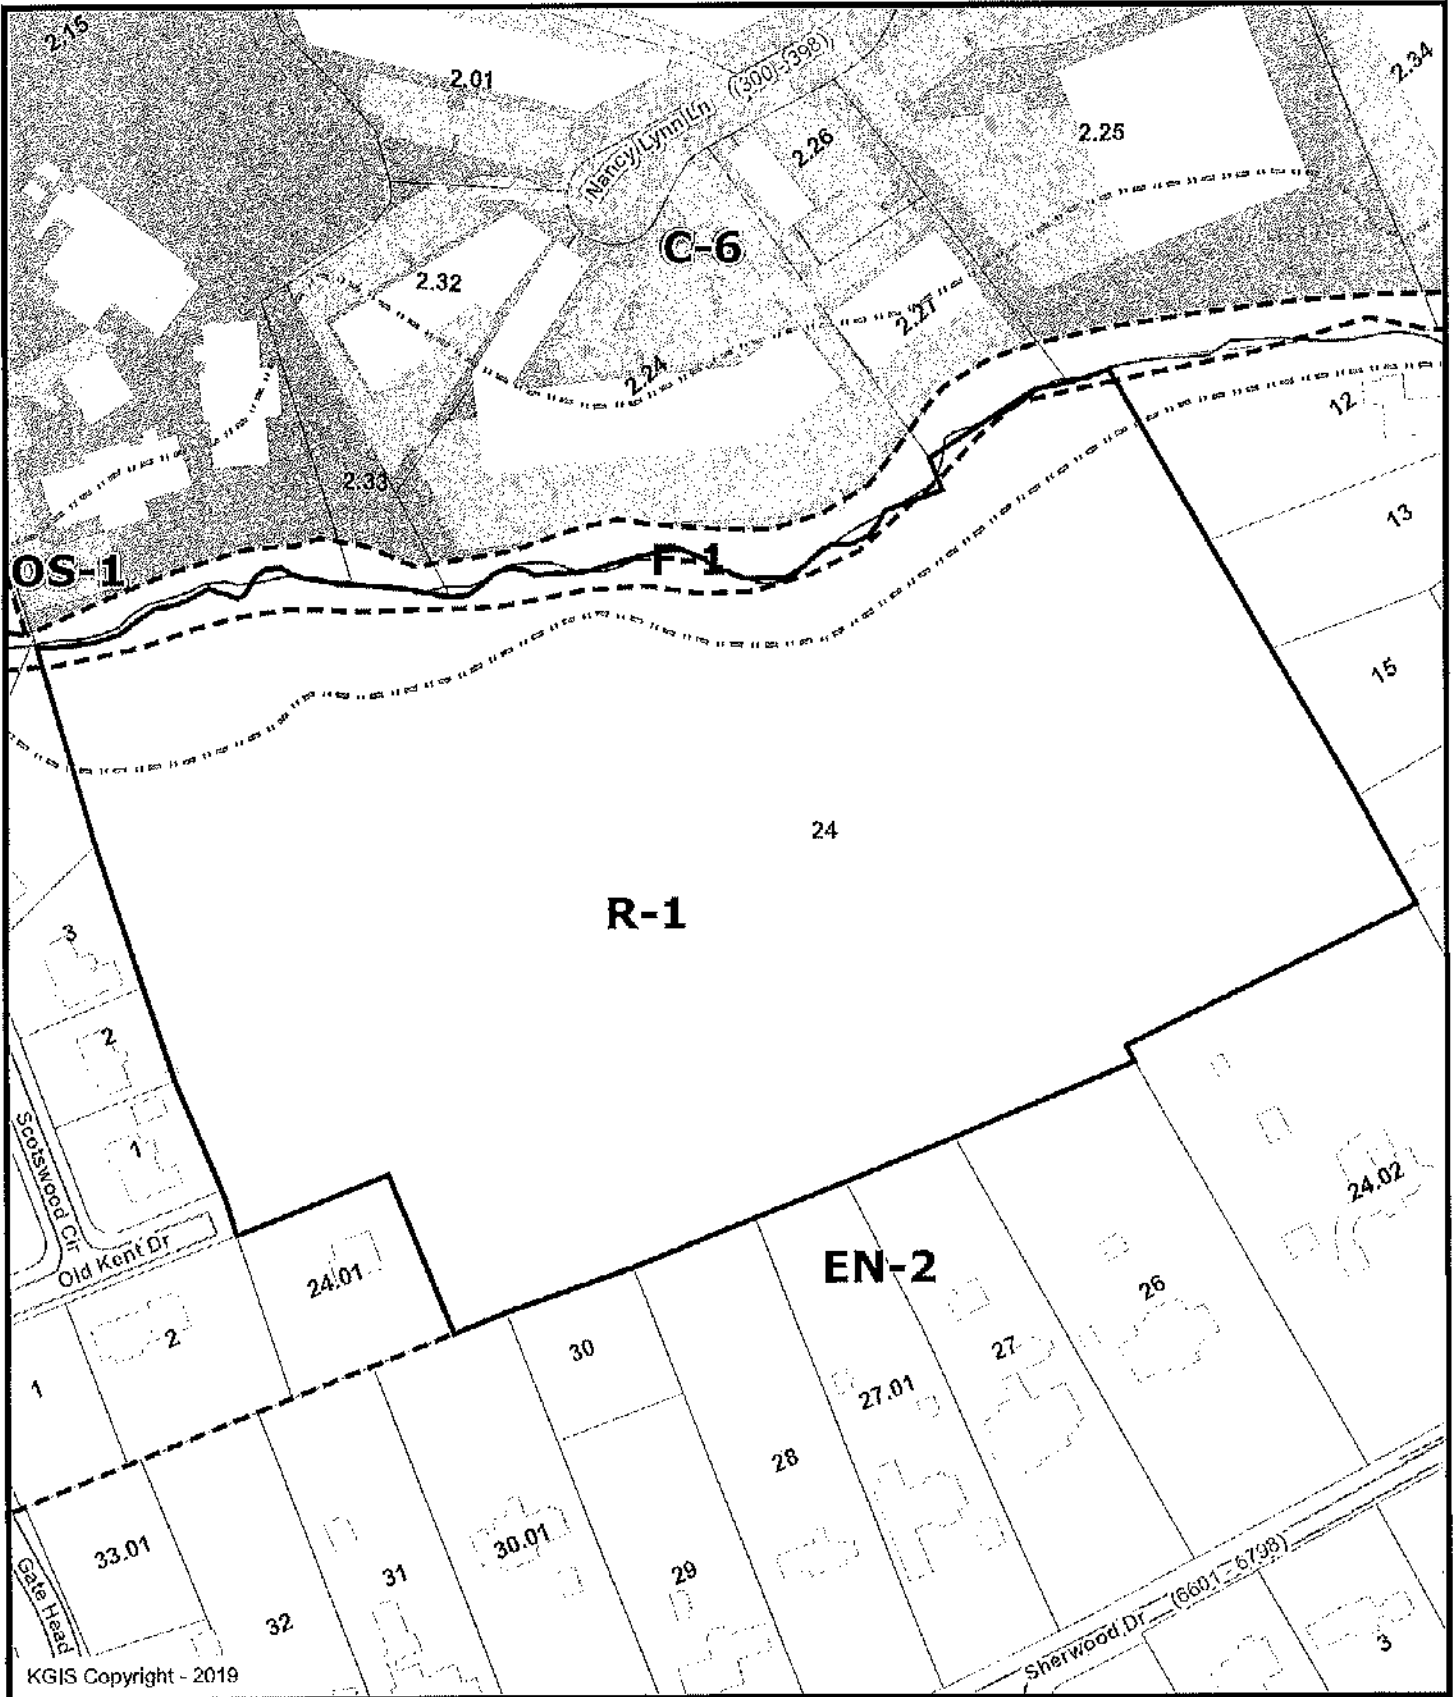 2.15
2.01
Nancy Lynn Ln (300 - 398)
2.34
2.26
2.25
C-6
2.32
2.27
2.24
12
2.33
13
F-1
OS-1
15
24
R-1
3
2
1
Scotswood Cir
Old Kent Dr
24.02
24.01
EN-2
26
2
30
27
1
27.01
28
33.01
30.01
31
29
Gate Head
32
Sherwood Dr (6601 - 6798)
3
KGIS Copyright - 2019